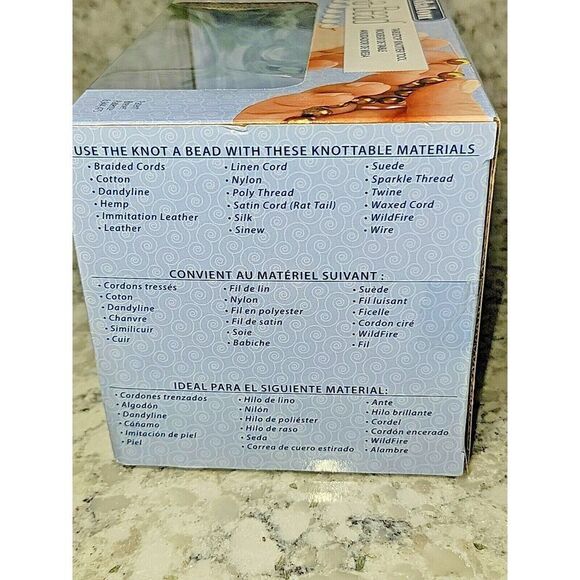 USE THE KNOT A BEAD WITH THESE KNOTTABLE MATERIALS
• Braided Cords
• Cotton
• Dandyline
• Hemp
• Immitation Leather
• Leather
• Linen Cord
• Nylon
• Poly Thread
• Satin Cord (Rat Tail)
• Silk
• Sinew
• Suede
• Sparkle Thread
• Twine
• Waxed Cord
• WildFire
• Wire
CONVIENT AU MATÉRIEL SUIVANT :
• Cordons tressés
• Coton
• Dandyline
• Chanvre
• Similicuir
• Cuir
• Fil de lin
• Nylon
• Fil en polyester
• Fil de satin
• Soie
• Babiche
• Suède
• Fil luisant
• Ficelle
• Cordon ciré
• WildFire
• Fil
IDEAL PARA EL SIGUIENTE MATERIAL:
• Cordones trenzados
• Algodón
• Dandyline
• Cáñamo
• Imitación de piel
• Piel
• Hilo de lino
• Nilón
• Hilo de poliéster
• Hilo de raso
• Seda
• Correa de cuero estirado
• Ante
• Hilo brillante
• Cordel
• Cordón encerado
• WildFire
• Alambre